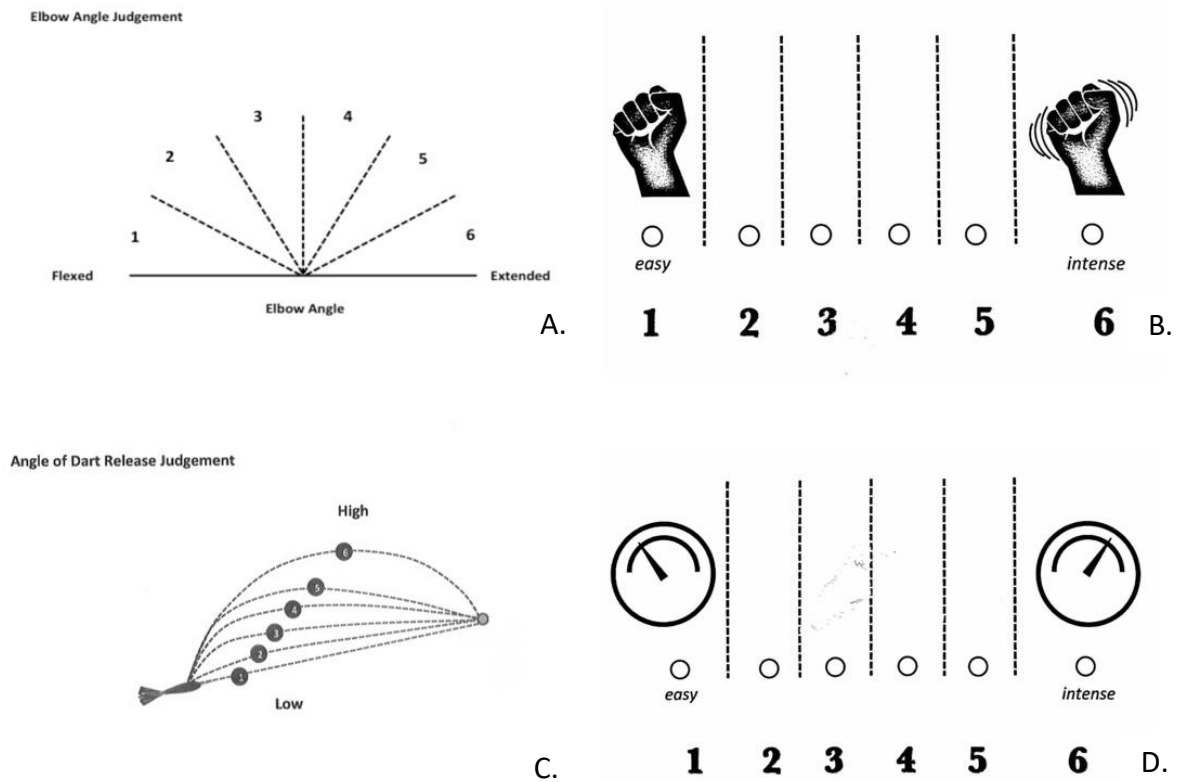 Elbow Angle Judgement
3 4
2 5
1 6
Flexed Extended
Elbow Angle
A.
easy intense
1 2 3 4 5 6
B.
Angle of Dart Release Judgement
High
6
5
4
3
2
1
Low
C.
easy intense
1 2 3 4 5 6
D.